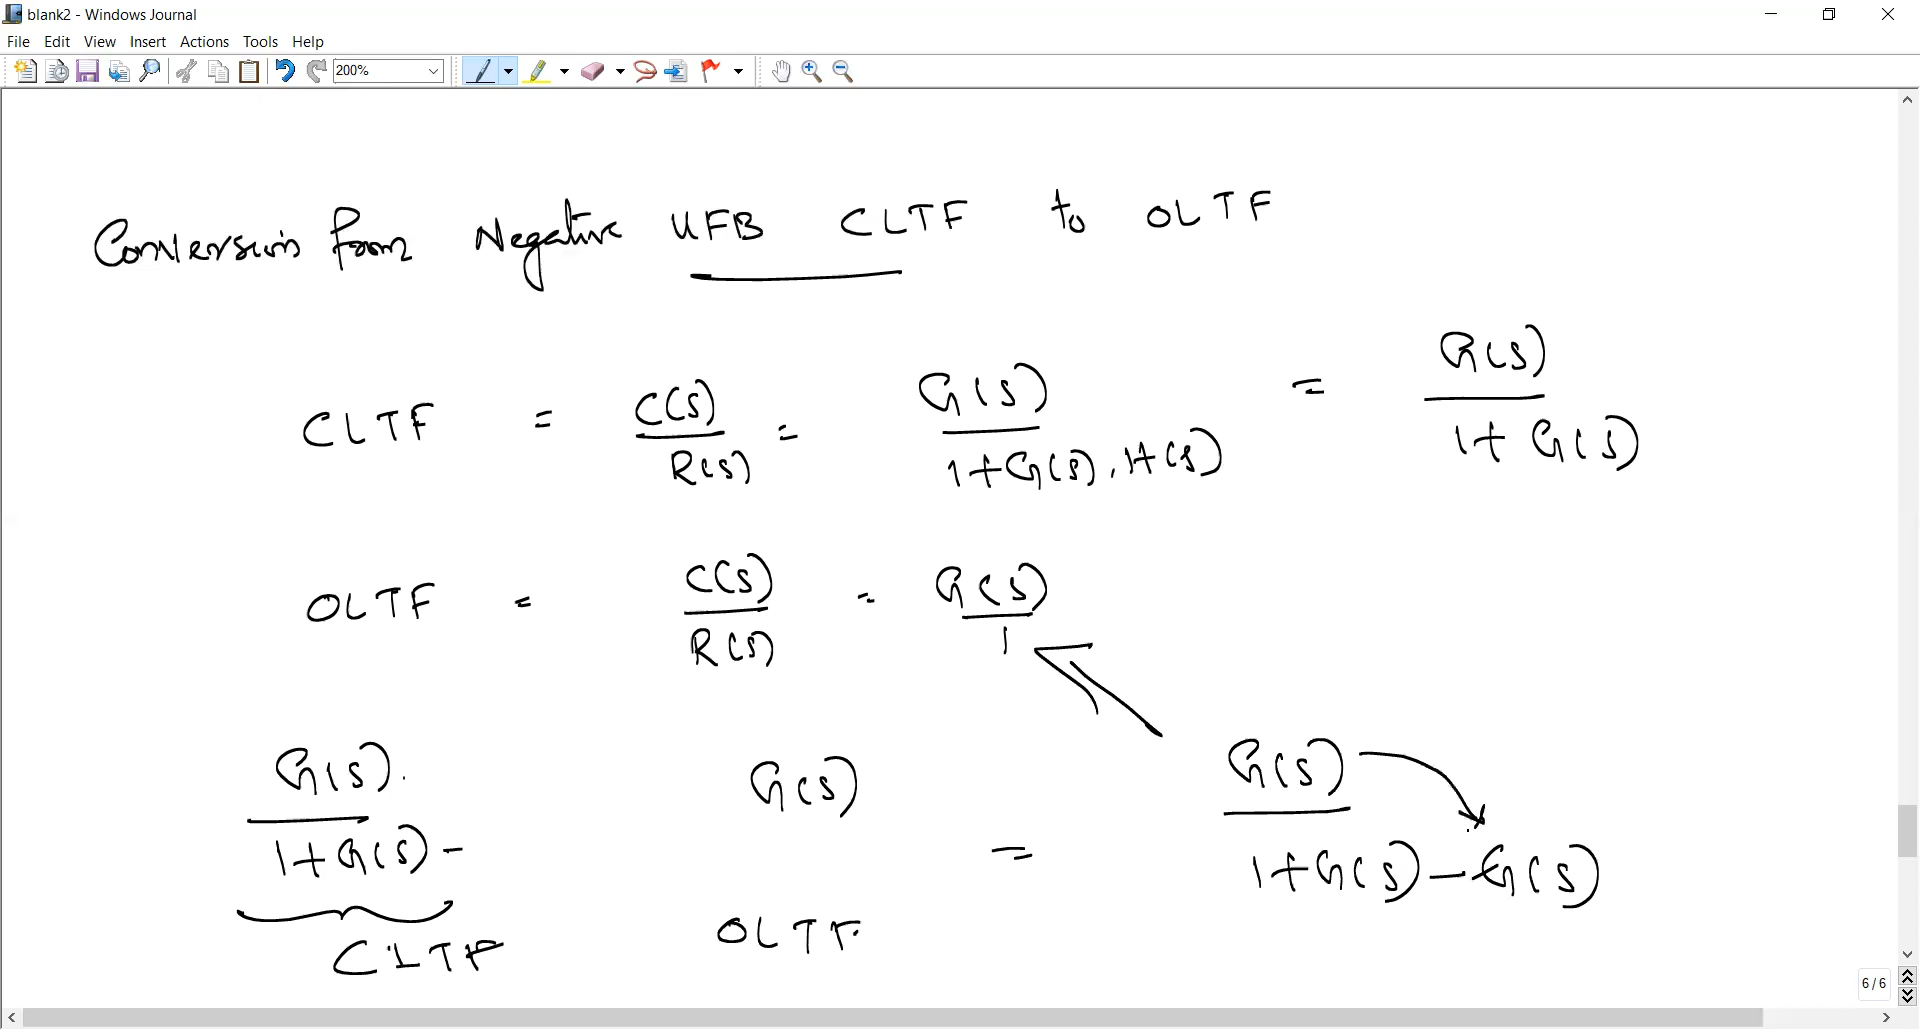 blank2 - Windows Journal
File Edit View Insert Actions Tools Help
200%
Conversion from Negative UFB CLTF to OLTF
CLTF = C(s)/R(s) = G(s)/1+G(s).H(s) = G(s)/1+G(s)
OLTF = C(s)/R(s) = G(s)/1
G(s)./1+G(s) - G(s) = G(s)/1+G(s)-G(s)
CLTF OLTF
6 / 6